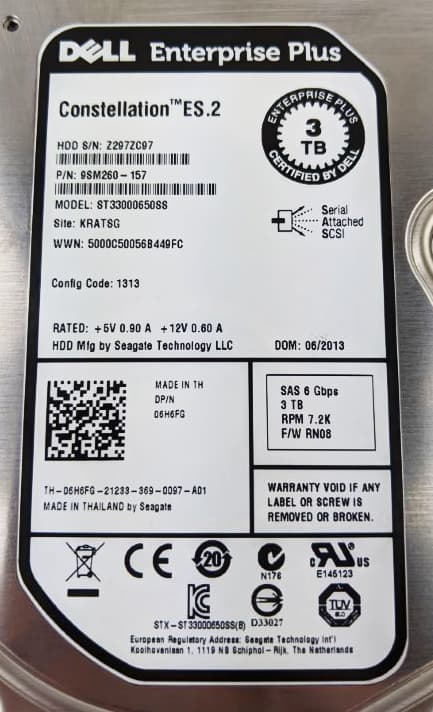 DELL Enterprise Plus
Constellation™ES.2
ENTERPRISE PLUS
3
TB
CERTIFIED BY DELL
HDD S/N: Z297ZC97
P/N: 9SM260-157
MODEL: ST33000650SS
Site: KRATSG
WWN: 5000C50056B449FC
Serial
Attached
SCSI
Config Code: 1313
RATED: +5V 0.90 A +12V 0.60 A
HDD Mfg by Seagate Technology LLC
DOM: 06/2013
MADE IN TH
DP/N
06H6FG
TH-06H6FG-21233-369-0097-A01
MADE IN THAILAND by Seagate
SAS 6 Gbps
3 TB
RPM 7.2K
F/W RN08
WARRANTY VOID IF ANY
LABEL OR SCREW IS
REMOVED OR BROKEN.
CE
20
N176
c RU US
E145123
D33027
TUV
STX-ST33000650SS(B)
European Regulatory Address: Seagate Technology Int'l
Koolhovenlaan 1, 1119 NB Schiphol-Rijk, The Netherlands